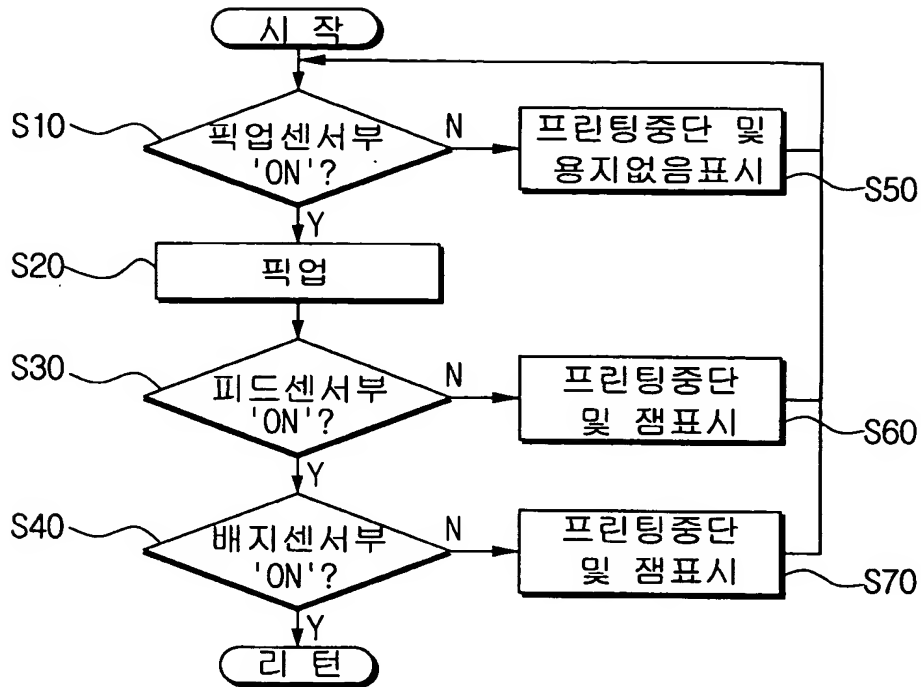 시 작
S10
픽업센서부
'ON'?
N
프린팅중단 및
용지없음표시
S50
Y
S20
픽업
S30
피드센서부
'ON'?
N
프린팅중단
및 잼표시
S60
Y
S40
배지센서부
'ON'?
N
프린팅중단
및 잼표시
S70
Y
리 턴